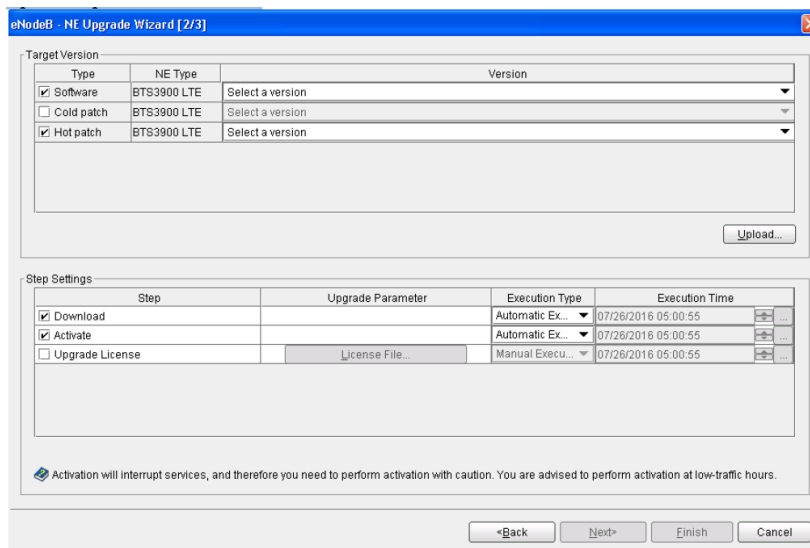 eNodeB - NE Upgrade Wizard [2/3]
Target Version
Type NE Type Version
Software BTS3900 LTE Select a version
Cold patch BTS3900 LTE Select a version
Hot patch BTS3900 LTE Select a version
Upload...
Step Settings
Step Upgrade Parameter Execution Type Execution Time
Download Automatic Ex... 07/26/2016 05:00:55 ...
Activate Automatic Ex... 07/26/2016 05:00:55 ...
Upgrade License License File... Manual Execu... 07/26/2016 05:00:55 ...
Activation will interrupt services, and therefore you need to perform activation with caution. You are advised to perform activation at low-traffic hours.
<Back Next> Finish Cancel